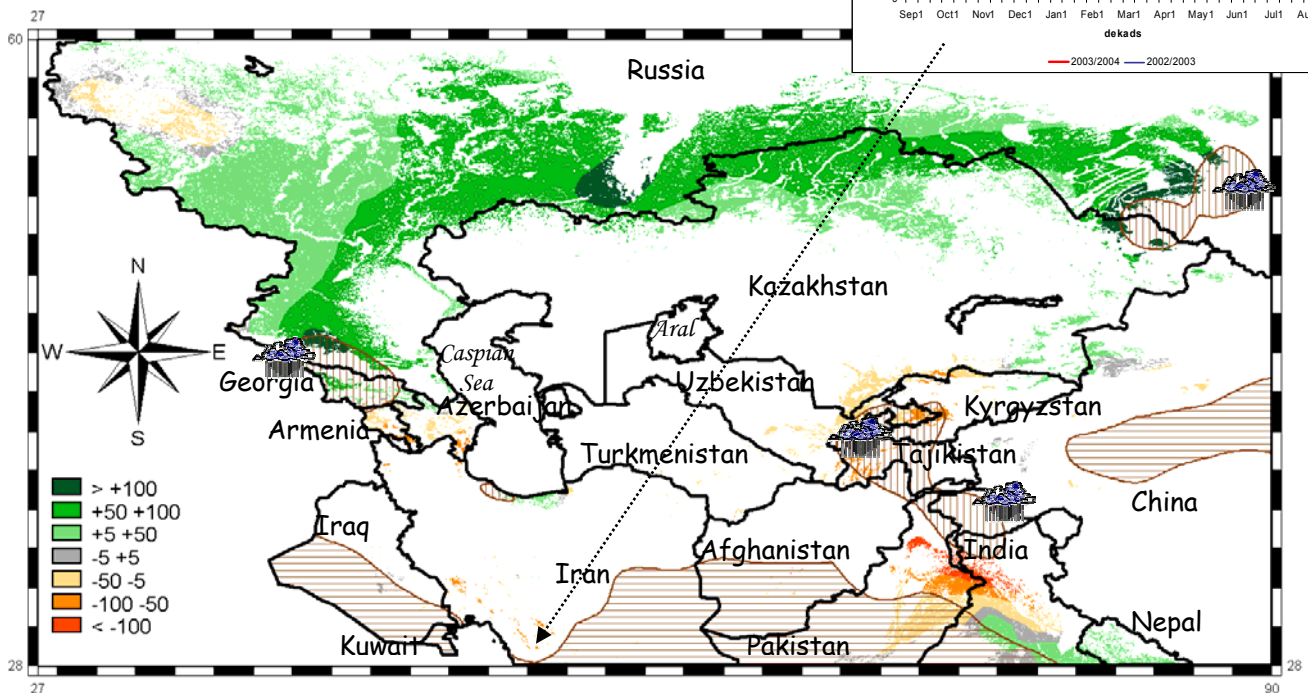 Sep1 Oct1 Nov1 Dec1 Jan1 Feb1 Mar1 Apr1 May1 Jun1 Jul1
dekads
2003/2004 2002/2003
27
60
Russia
Kazakhstan
N
W E
S
Aral
Caspian
Sea
Georgia
Uzbekistan
Azerbaijan
Kyrgyzstan
Armenia
Turkmenistan
Tajikistan
China
> +100
+50 +100
+5 +50
-5 +5
-50 -5
-100 -50
< -100
Iraq
Afghanistan
India
Iran
Nepal
Kuwait
Pakistan
28
28
27
90